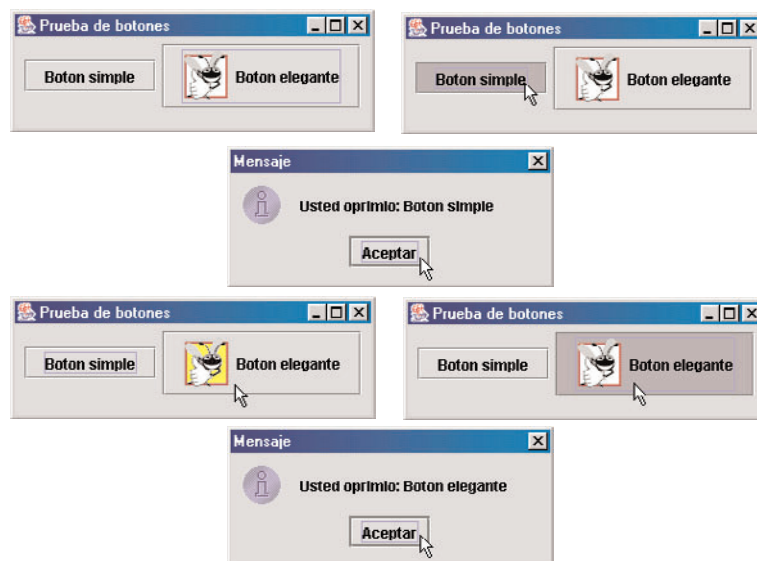 Prueba de botones
Boton simple
Boton elegante
Prueba de botones
Boton simple
Boton elegante
Mensaje
Usted oprimio: Boton simple
Aceptar
Prueba de botones
Boton simple
Boton elegante
Prueba de botones
Boton simple
Boton elegante
Mensaje
Usted oprimio: Boton elegante
Aceptar